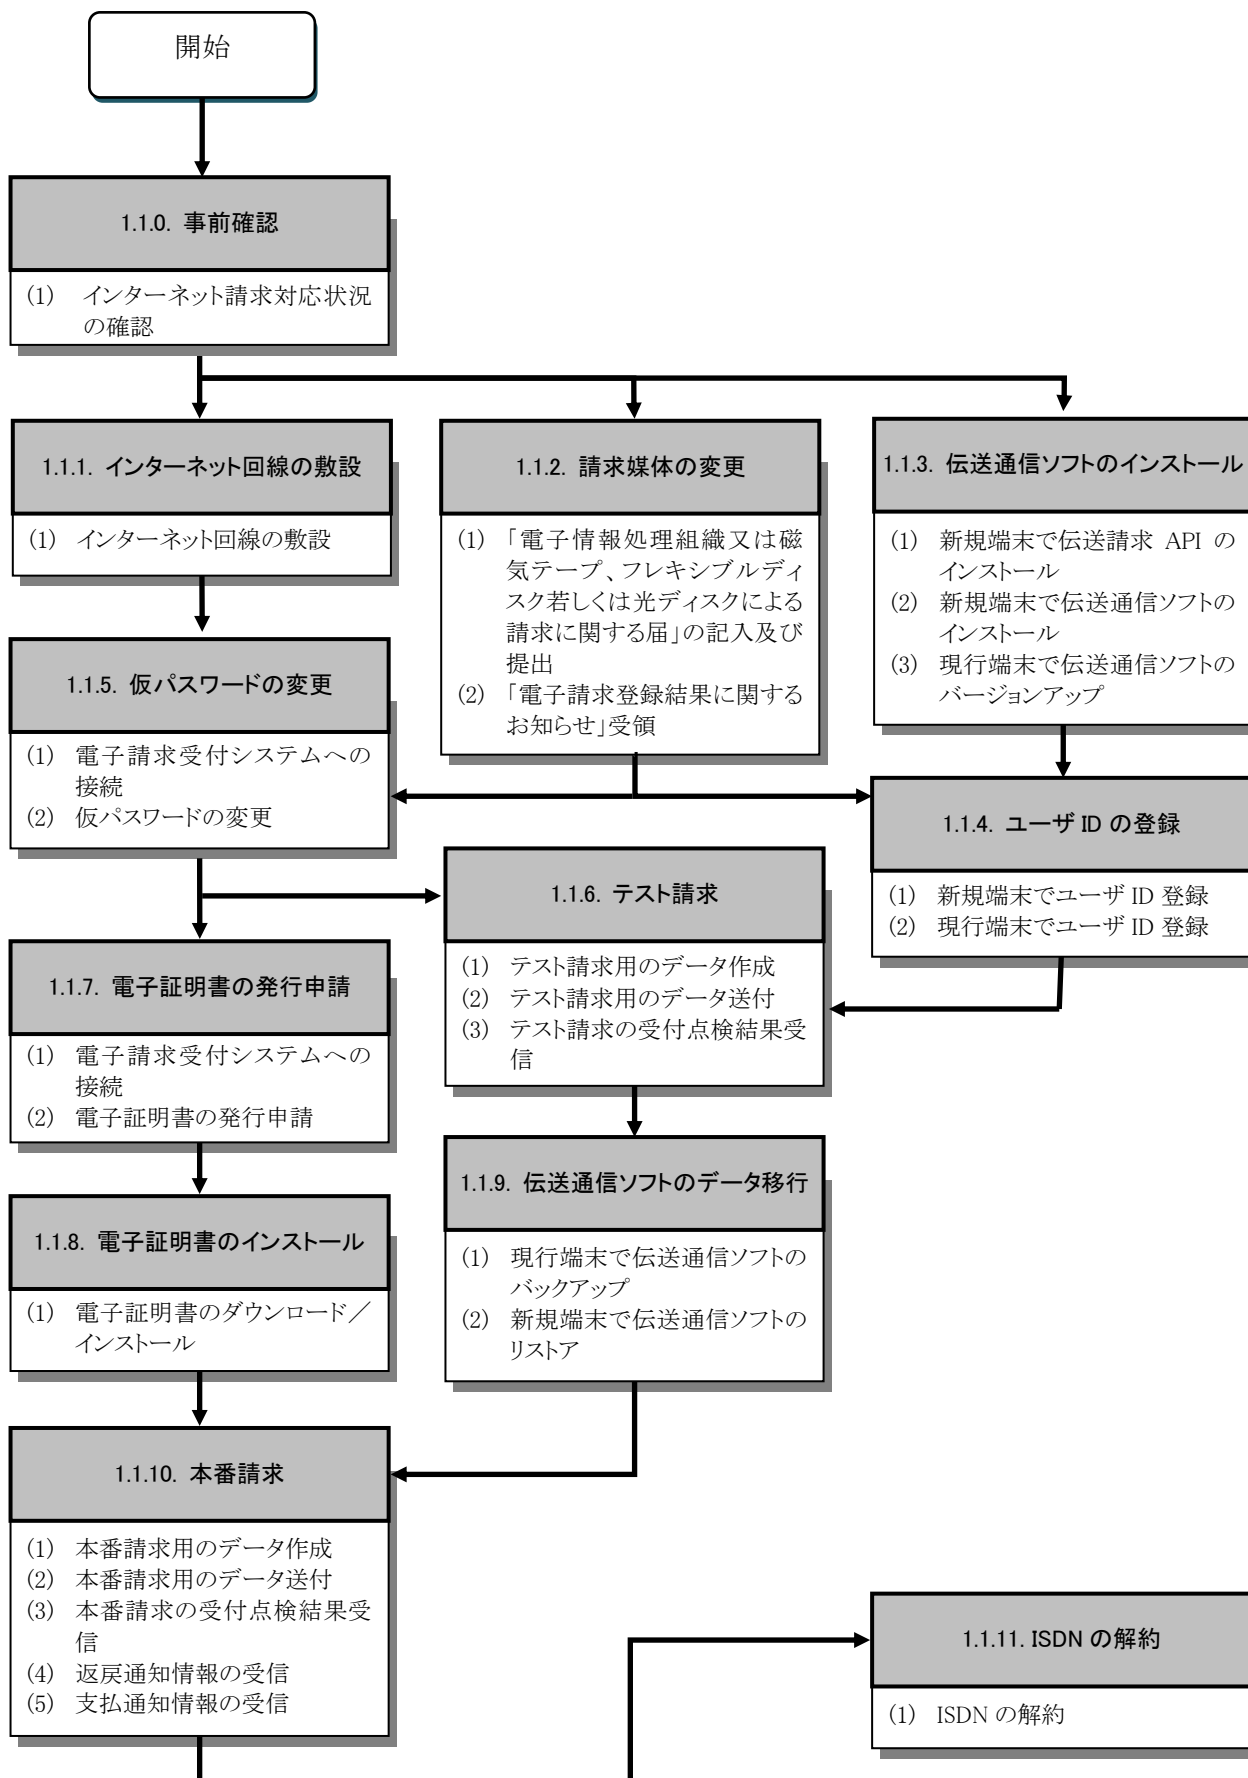 開始
1.1.0. 事前確認
(1) インターネット請求対応状況
の確認
1.1.1. インターネット回線の敷設
(1) インターネット回線の敷設
1.1.2. 請求媒体の変更
(1) 「電子情報処理組織又は磁
気テープ、フレキシブルディ
スク若しくは光ディスクによる
請求に関する届」の記入及び
提出
(2) 「電子請求登録結果に関する
お知らせ」受領
1.1.3. 伝送通信ソフトのインストール
(1) 新規端末で伝送請求 API の
インストール
(2) 新規端末で伝送通信ソフトの
インストール
(3) 現行端末で伝送通信ソフトの
バージョンアップ
1.1.5. 仮パスワードの変更
(1) 電子請求受付システムへの
接続
(2) 仮パスワードの変更
1.1.4. ユーザ ID の登録
(1) 新規端末でユーザ ID 登録
(2) 現行端末でユーザ ID 登録
1.1.6. テスト請求
(1) テスト請求用のデータ作成
(2) テスト請求用のデータ送付
(3) テスト請求の受付点検結果受
信
1.1.7. 電子証明書の発行申請
(1) 電子請求受付システムへの
接続
(2) 電子証明書の発行申請
1.1.9. 伝送通信ソフトのデータ移行
(1) 現行端末で伝送通信ソフトの
バックアップ
(2) 新規端末で伝送通信ソフトの
リストア
1.1.8. 電子証明書のインストール
(1) 電子証明書のダウンロード／
インストール
1.1.10. 本番請求
(1) 本番請求用のデータ作成
(2) 本番請求用のデータ送付
(3) 本番請求の受付点検結果受
信
(4) 返戻通知情報の受信
(5) 支払通知情報の受信
1.1.11. ISDN の解約
(1) ISDN の解約